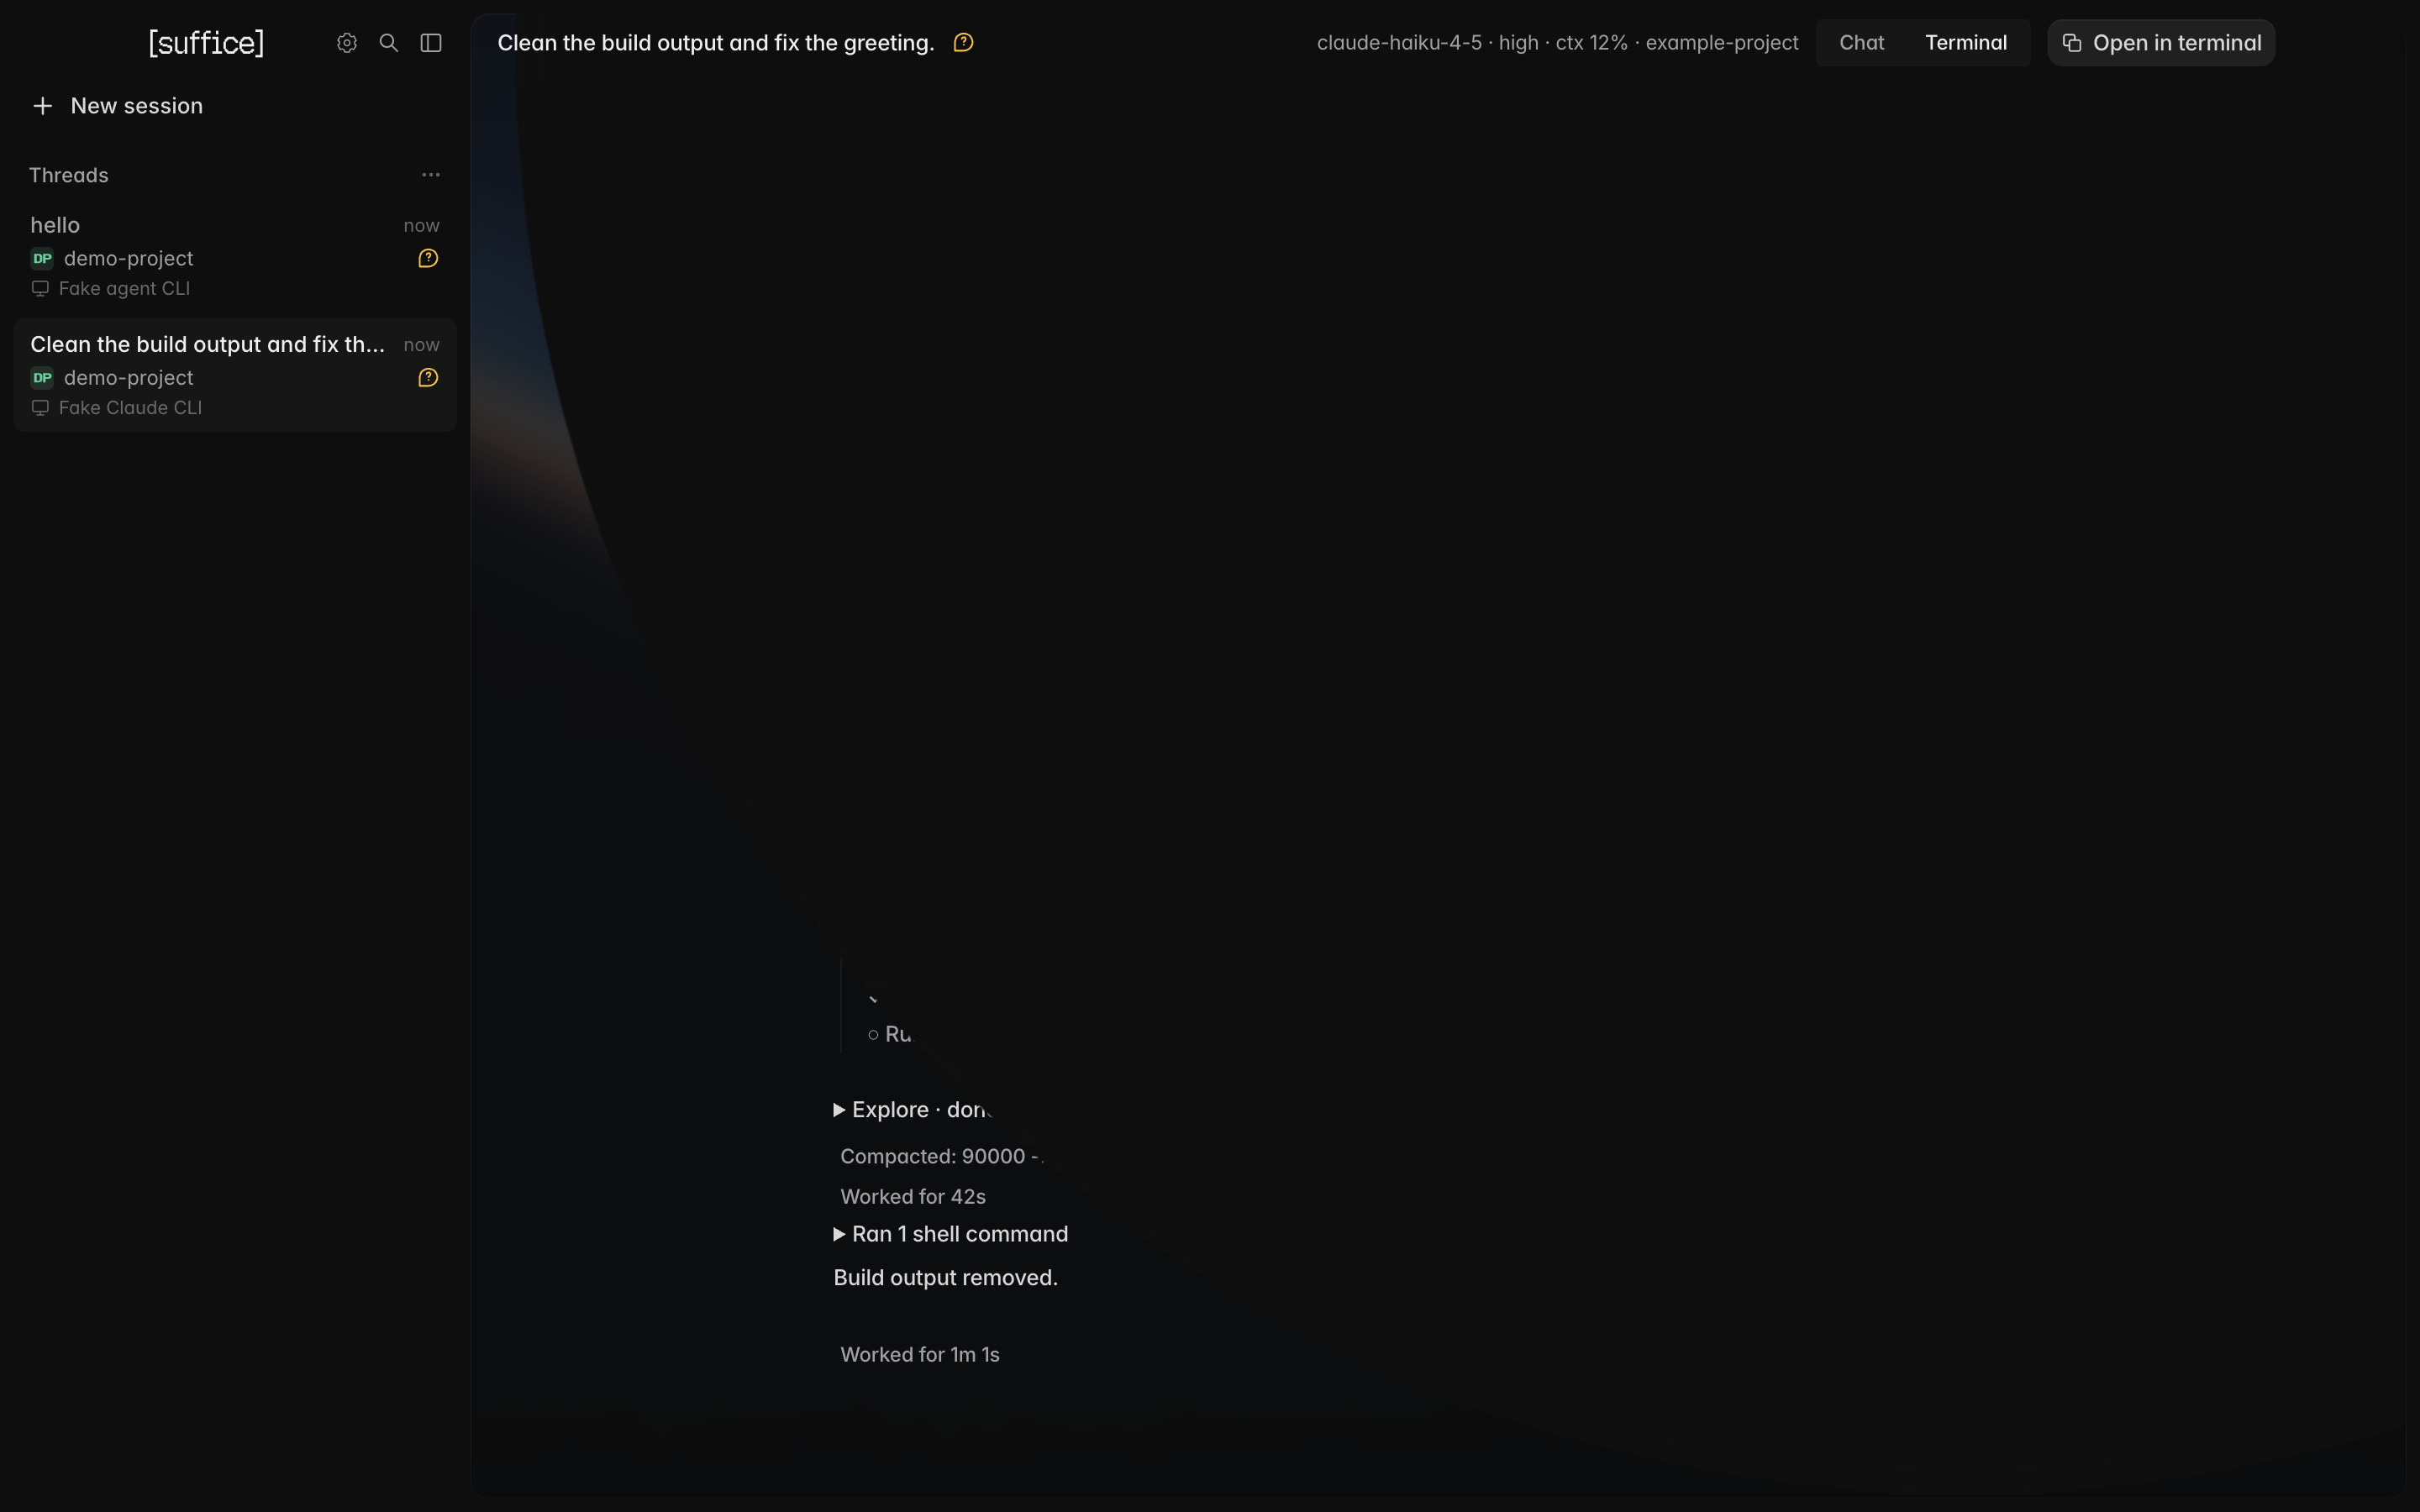 [suffice]
New session
Threads
hello now
DP demo-project
Fake agent CLI
Clean the build output and fix th... now
DP demo-project
Fake Claude CLI
Clean the build output and fix the greeting.
claude-haiku-4-5 · high · ctx 12% · example-project
Chat Terminal
Open in terminal
Explore ·
Compacted: 90000
Worked for 42s
Ran 1 shell command
Build output removed.
Worked for 1m 1s